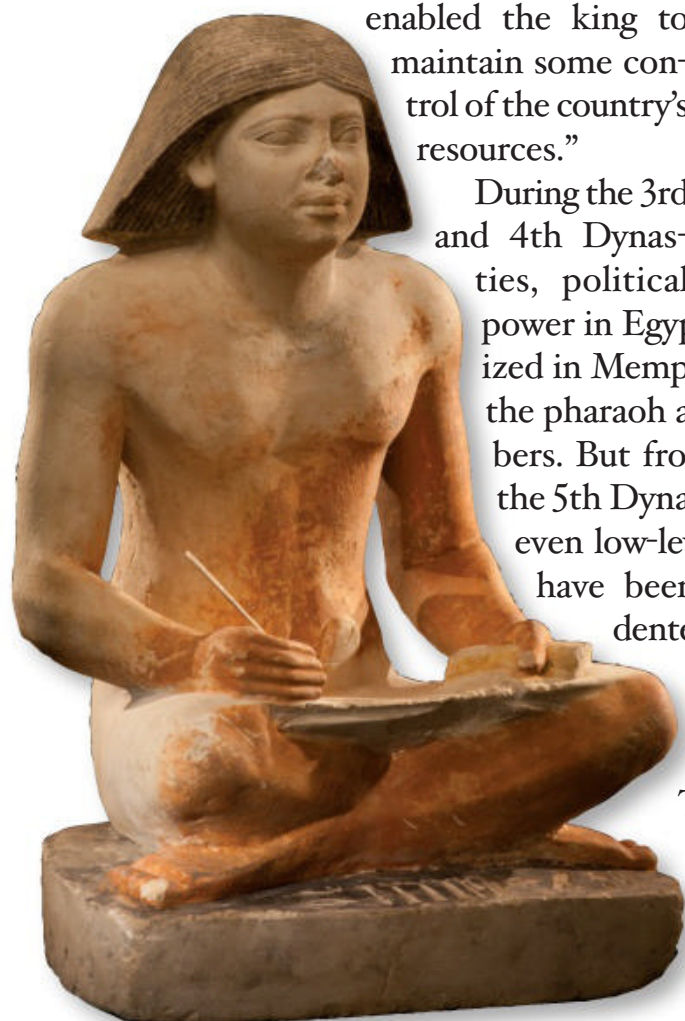 enabled the king to
maintain some con-
trol of the country's
resources.”
During the 3rd
and 4th Dynas-
ties, political
power in Egyp
ized in Memp
the pharaoh a
bers. But fro
the 5th Dyna
even low-lev
have been
dente
T